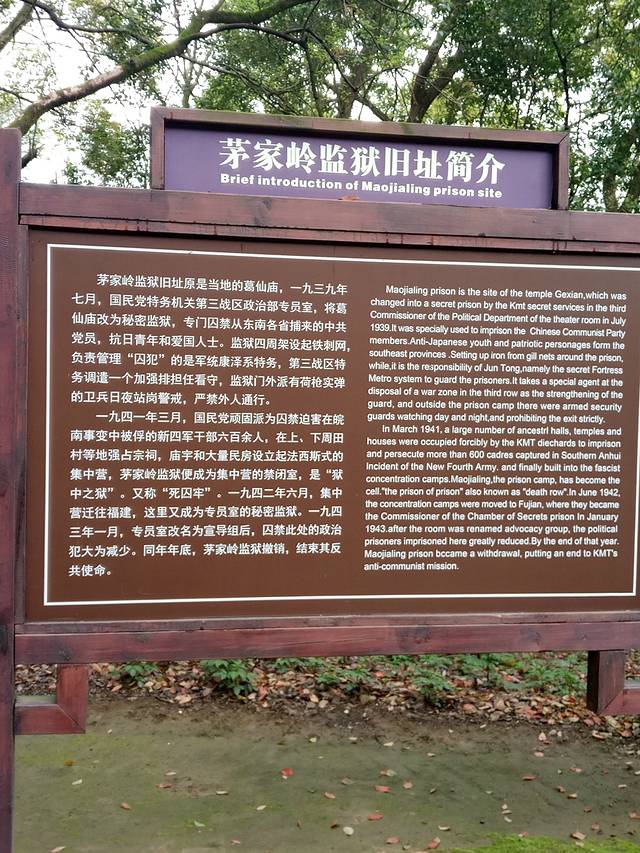 茅家岭监狱旧址简介
Brief introduction of Maojialing prison site
茅家岭监狱旧址原是当地的葛仙庙，一九三九年
七月，国民党特务机关第三战区政治部专员室，将葛
仙庙改为秘密监狱，专门囚禁从东南各省捕来的中共
党员，抗日青年和爱国人士。监狱四周架设起铁刺网，
负责管理“囚犯”的是军统康泽系特务，第三战区特
务调遣一个加强排担任看守，监狱门外派有荷抢实弹
的卫兵日夜站岗警戒，严禁外人通行。
一九四一年三月，国民党顽固派为囚禁迫害在皖
南事变中被俘的新四军干部六百余人，在上、下周田
村等地强占宗祠，庙宇和大量民房设立起法西斯式的
集中营，茅家岭监狱便成为集中营的禁闭室，是“狱
中之狱”。又称“死囚牢”。一九四二年六月，集中
营迁往福建，这里又成为专员室的秘密监狱。一九四
三年一月，专员室改名为宣导组后，囚禁此处的政治
犯大为减少。同年年底，茅家岭监狱撤销，结束其反
共使命。
Maojialing prison is the site of the temple Gexian,which was
changed into a secret prison by the Kmt secret services in the third
Commissioner of the Political Department of the theater room in July
1939.It was specially used to imprison the Chinese Communist Party
members.Anti-Japanese youth and patriotic personages form the
southeast provinces .Setting up iron from gill nets around the prison,
while,it is the responsibility of Jun Tong,namely the secret Fortress
Metro system to guard the prisoners.It takes a special agent at the
disposal of a war zone in the third row as the strengthening of the
guard, and outside the prison camp there were armed security
guards watching day and night,and prohibiting the exit strictly.
In March 1941, a large number of ancestrl halls, temples and
houses were occupied forcibly by the KMT diechards to imprison
and persecute more than 600 cadres captured in Southern Anhui
Incident of the New Fourth Army. and finally built into the fascist
concentration camps.Maojialing,the prison camp, has become the
cell."the prison of prison" also known as "death row".In June 1942,
the concentration camps were moved to Fujian, where they became
the Commissioner of the Chamber of Secrets prison In January
1943.after the room was renamed advocacy group, the political
prisoners imprisoned here greatly reduced.By the end of that year.
Maojialing prison bccame a withdrawal, putting an end to KMT's
anti-communist mission.